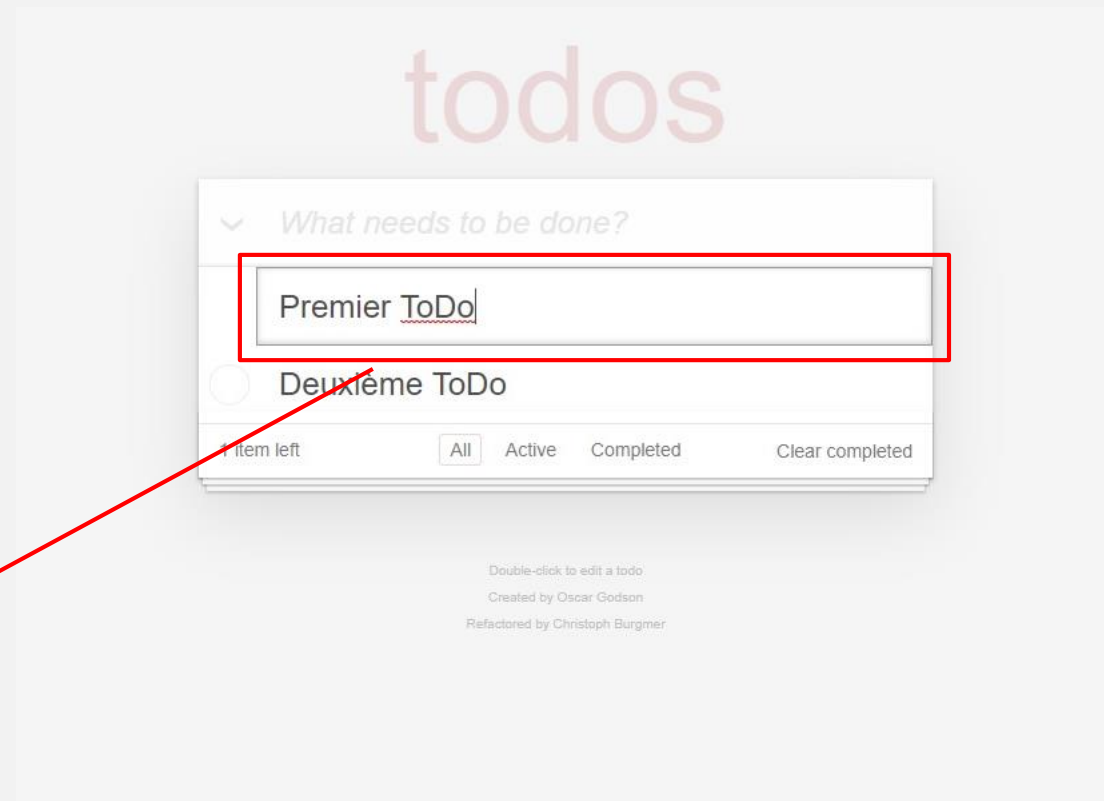 todos
What needs to be done?
Premier ToDo
Deuxième ToDo
1 item left All Active Completed Clear completed
Double-click to edit a todo
Created by Oscar Godson
Refactored by Christoph Burgmer